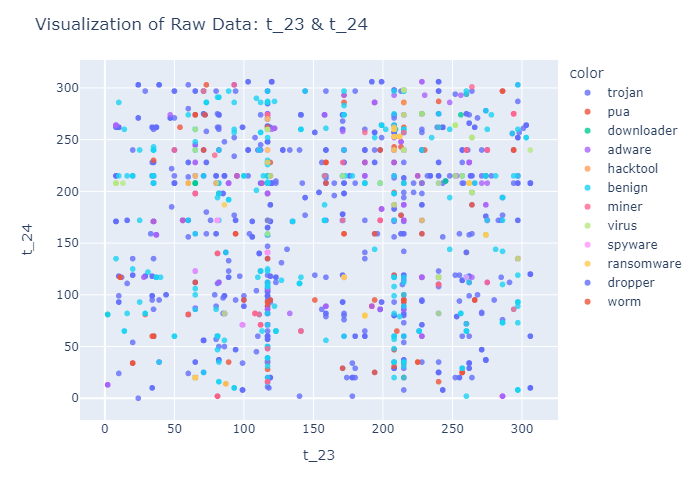 Visualization of Raw Data: t_23 & t_24
color
trojan
pua
downloader
adware
hacktool
benign
miner
virus
spyware
ransomware
dropper
worm
300
250
200
150
100
50
0
t_24
0 50 100 150 200 250 300
t_23